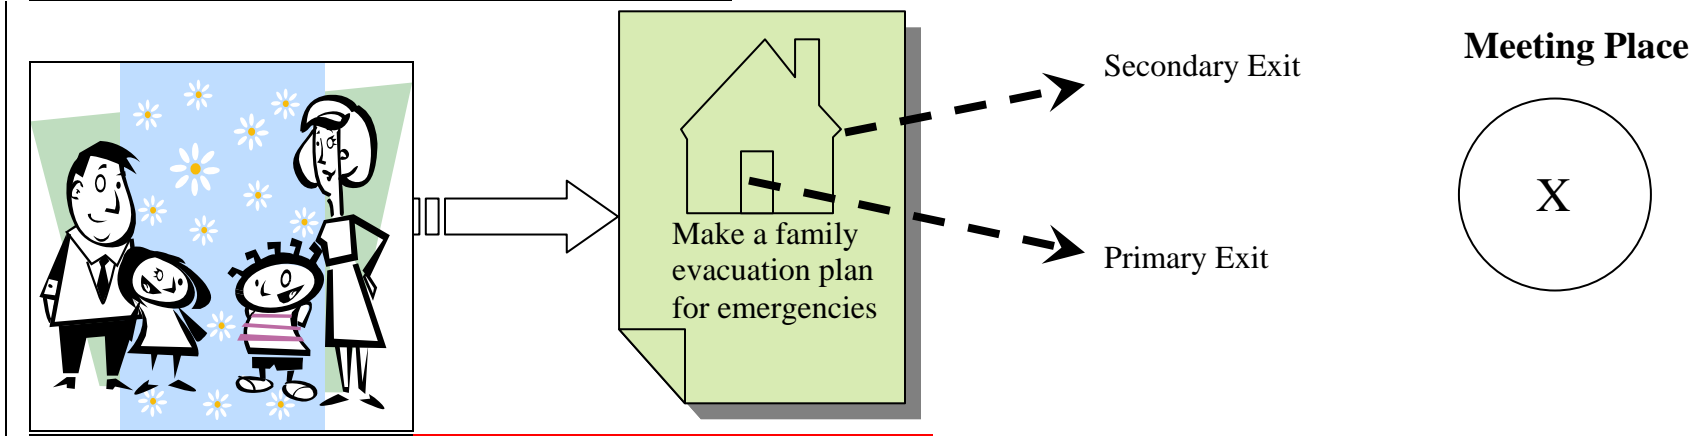 Make a family
evacuation plan
for emergencies
Secondary Exit
Primary Exit
Meeting Place
X